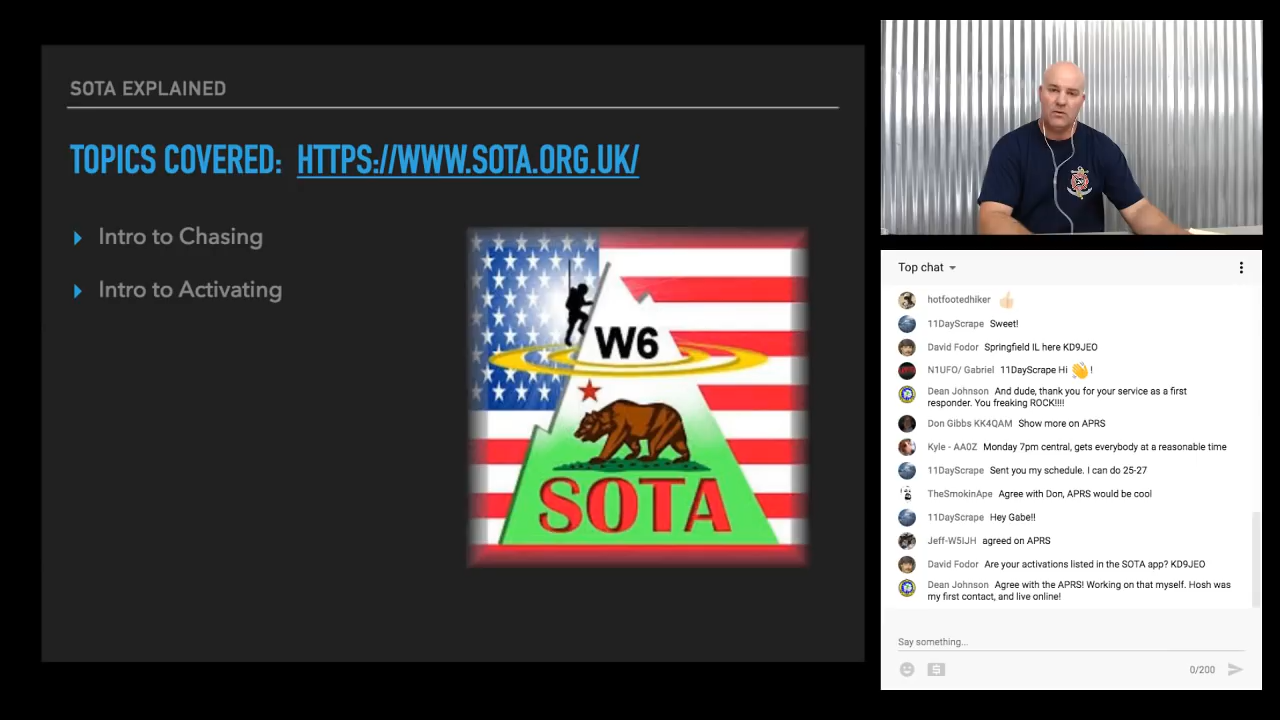 SOTA EXPLAINED
TOPICS COVERED: HTTPS://WWW.SOTA.ORG.UK/
Intro to Chasing
Intro to Activating
W6
SOTA
Top chat
hotfootedhiker
11DayScrape Sweet!
David Fodor Springfield IL here KD9JEO
N1UFO/ Gabriel 11DayScrape Hi 👋 !
Dean Johnson And dude, thank you for your service as a first
responder. You freaking ROCK!!!!
Don Gibbs KK4QAM Show more on APRS
Kyle - AA0Z Monday 7pm central, gets everybody at a reasonable time
11DayScrape Sent you my schedule. I can do 25-27
TheSmokinApe Agree with Don, APRS would be cool
11DayScrape Hey Gabe!!
Jeff-W5IJH agreed on APRS
David Fodor Are your activations listed in the SOTA app? KD9JEO
Dean Johnson Agree with the APRS! Working on that myself. Hosh was
my first contact, and live online!
Say something...
0/200